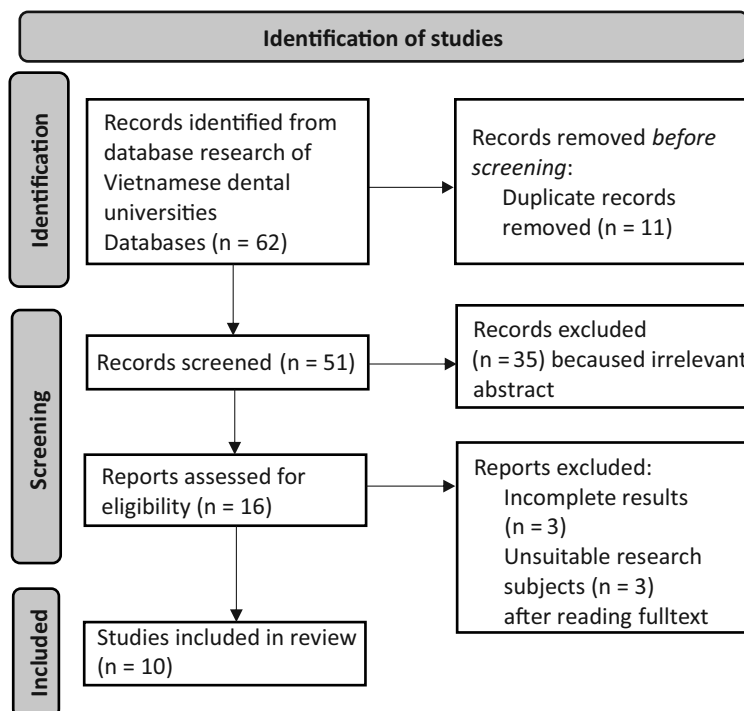 Identification of studies
Identification
Records identified from
database research of
Vietnamese dental
universities
Databases (n = 62)
Records removed before
screening:
Duplicate records
removed (n = 11)
Screening
Records screened (n = 51)
Records excluded
(n = 35) becaused irrelevant
abstract
Reports assessed for
eligibility (n = 16)
Reports excluded:
Incomplete results
(n = 3)
Unsuitable research
subjects (n = 3)
after reading fulltext
Included
Studies included in review
(n = 10)